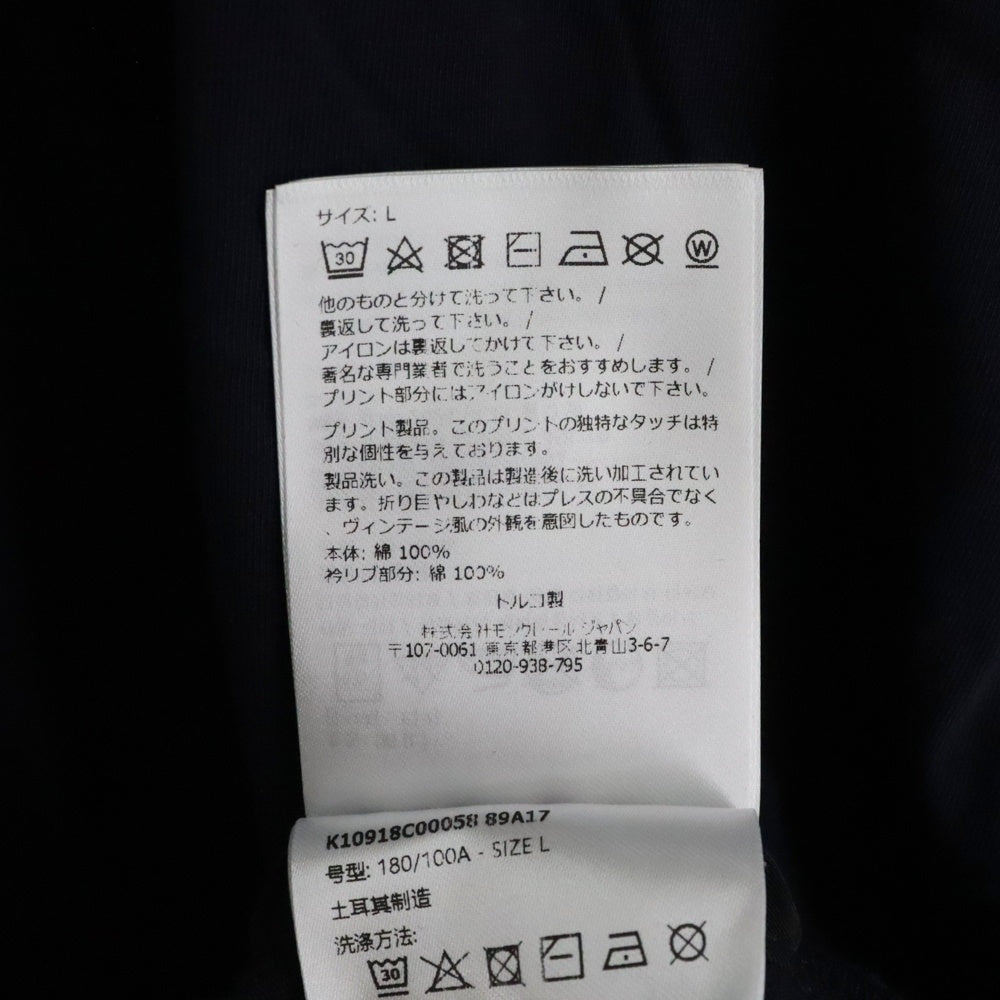 サイズ: L
30 W
他のものと分けて洗って下さい。 /
裏返して洗って下さい。 /
アイロンは裏返してかけて下さい。 /
著名な専門業者で洗うことをおすすめします。 /
プリント部分にはアイロンがけしないで下さい。
プリント製品。このプリントの独特なタッチは特
別な個性を与えております。
製品洗い。この製品は製造後に洗い加工されてい
ます。折り目やしわなどはプレスの不具合でなく
、ヴィンテージ風の外観を意図したものです。
本体: 綿 100%
衿リブ部分: 綿 100%
トルコ製
株式会社モンクレール ジャパン
〒107-0061 東京都港区北青山3-6-7
0120-938-795
K10918C00058 89A17
号型: 180/100A - SIZE L
土耳其制造
洗涤方法:
30